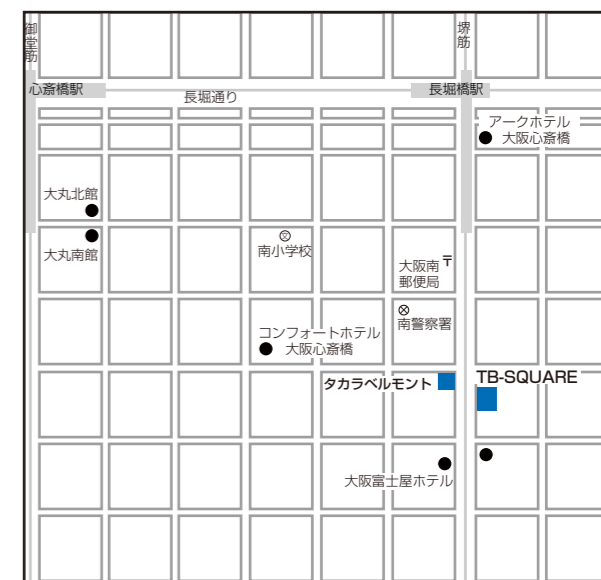 御堂筋
堺筋
心斎橋駅
長堀通り
長堀橋駅
アークホテル
大阪心斎橋
大丸北館
大丸南館
文
南小学校
大阪南〒
郵便局
南警察署
コンフォートホテル
大阪心斎橋
タカラベルモント
TB-SQUARE
大阪富士屋ホテル